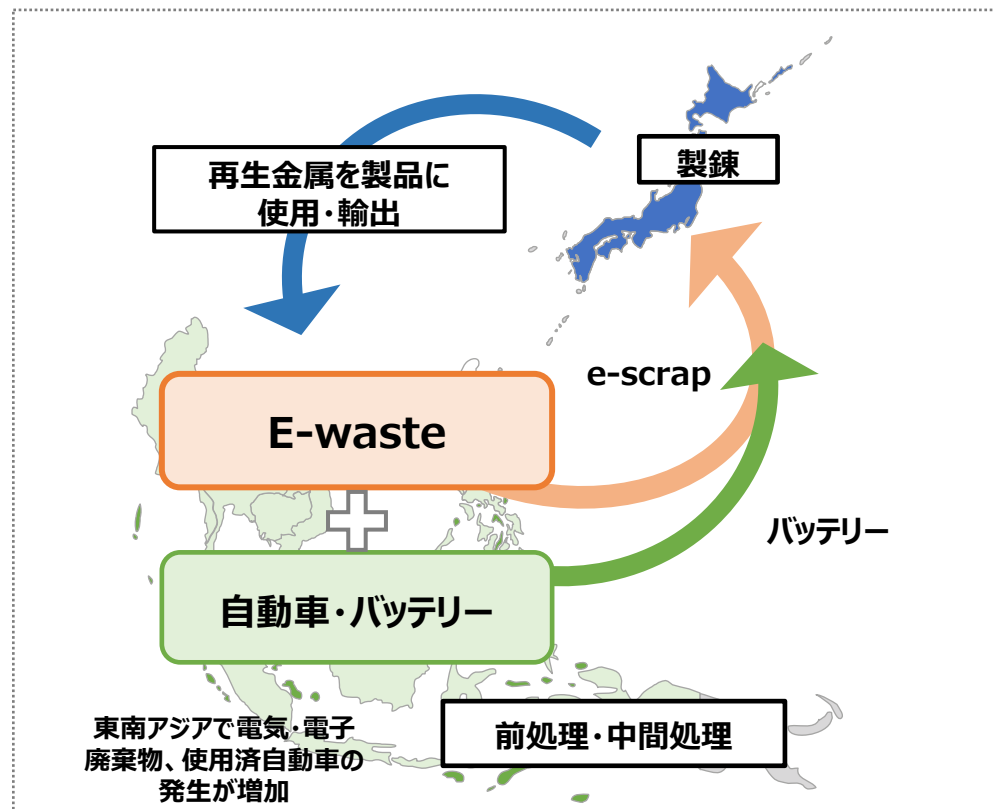 製錬
再生金属を製品に
使用・輸出
e-scrap
E-waste
バッテリー
自動車・バッテリー
前処理・中間処理
東南アジアで電気・電子
廃棄物、使用済自動車の
発生が増加